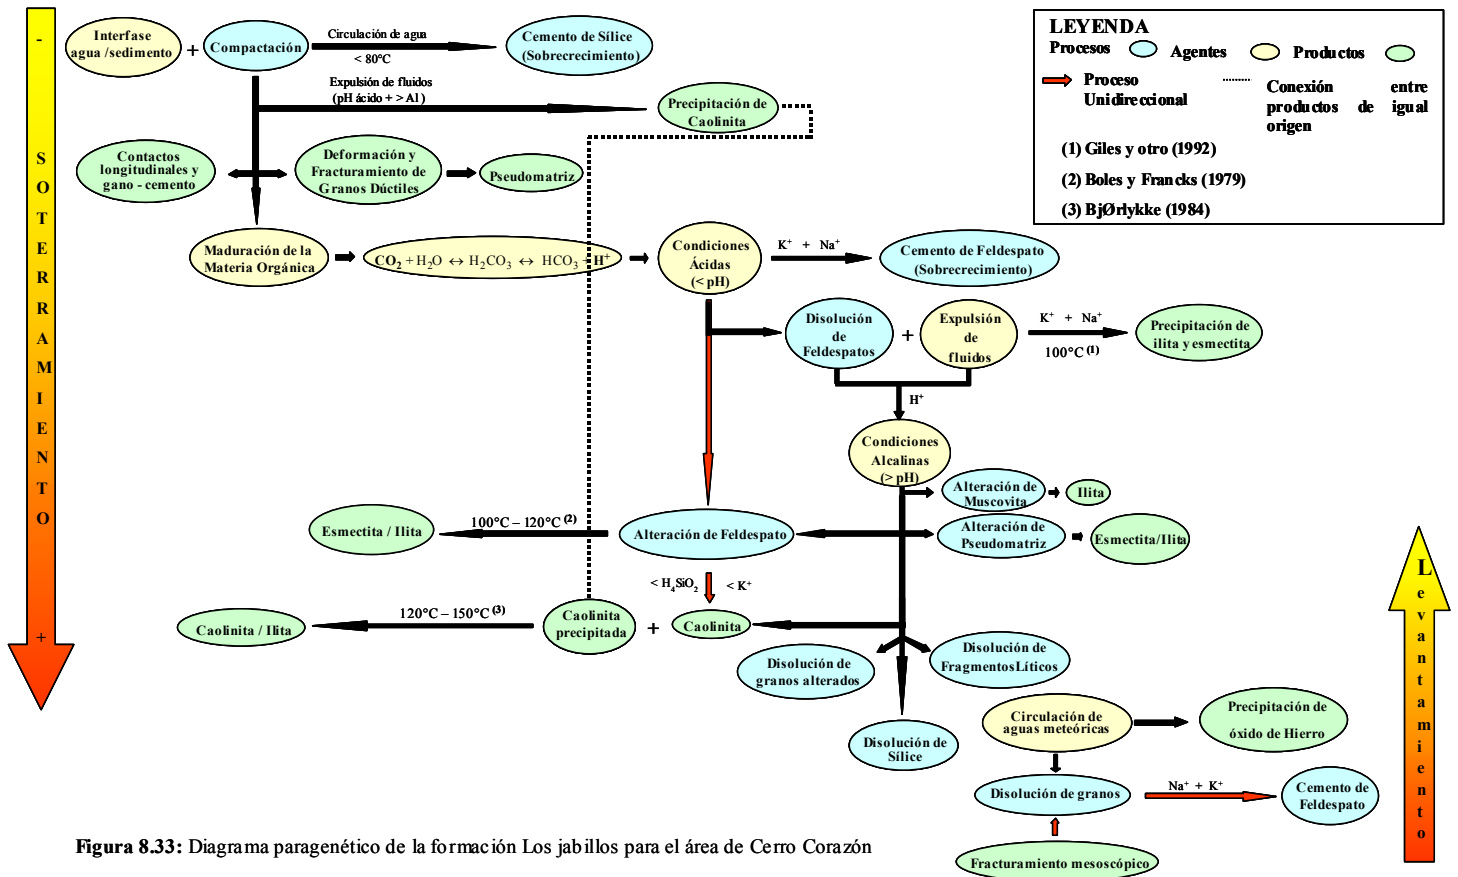 -
S
O
T
E
R
R
A
M
I
E
N
T
O
+
Interfase
agua /sedimento
+
Compactación
Circulación de agua
< 80°C
Cemento de Sílice
(Sobrecrecimiento)
Expulsión de fluidos
(pH ácido + > Al )
Precipitación de
Caolinita
Contactos
longitudinales y
gano - cemento
Deformación y
Fracturamiento de
Granos Dúctiles
Pseudomatriz
LEYENDA
Procesos
Agentes
Productos
Proceso
Unidireccional
Conexión entre
productos de igual
origen
(1) Giles y otro (1992)
(2) Boles y Francks (1979)
(3) BjØrlykke (1984)
Maduración de la
Materia Orgánica
CO2 + H2O ↔ H2CO3 ↔ HCO3 + H+
Condiciones
Ácidas
(< pH)
K+ + Na+
Cemento de Feldespato
(Sobrecrecimiento)
Disolución
de
Feldespatos
+
Expulsión
de
fluidos
K+ + Na+
100°C (1)
Precipitación de
ilita y esmectita
H+
Condiciones
Alcalinas
(> pH)
Alteración de
Muscovita
Ilita
Esmectita / Ilita
100°C – 120°C (2)
Alteración de Feldespato
Alteración de
Pseudomatriz
Esmectita/Ilita
< H4SiO2
< K+
Caolinita / Ilita
120°C – 150°C (3)
Caolinita
precipitada
+
Caolinita
Disolución de
granos alterados
Disolución de
Fragmentos Líticos
Disolución de
Sílice
Circulación de
aguas meteóricas
Precipitación de
óxido de Hierro
Disolución de granos
Na+ + K+
Cemento de
Feldespato
Fracturamiento mesoscópico
L
e
v
a
n
t
a
m
i
e
n
t
o
Figura 8.33: Diagrama paragenético de la formación Los jabillos para el área de Cerro Corazón